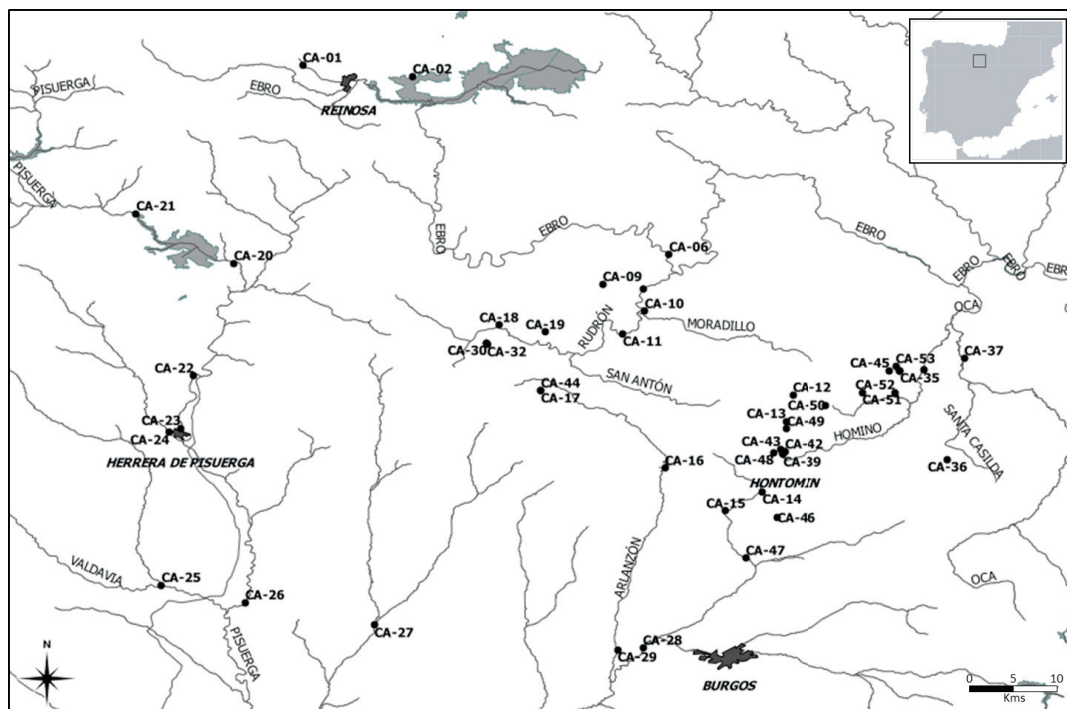 CA-01
CA-02
PISUERGA
EBRO
REINOSA
PISUERGA
CA-21
EBRO
EBRO
EBRO
CA-06
EBRO
EBRO
EBR
CA-20
CA-09
OCA
CA-10
CA-18
CA-19
RUDRÓN
MORADILLO
CA-11
CA-30
CA-32
CA-53
CA-45
CA-37
CA-35
CA-22
SAN ANTÓN
CA-44
CA-17
CA-12
CA-52
CA-50
CA-51
CA-13
CA-49
SANTA CASILDA
CA-23
CA-24
HOMINO
HERRERA DE PISUERGA
CA-43
CA-42
CA-48
CA-39
CA-16
CA-36
HONTOMIN
CA-14
CA-15
CA-46
CA-47
VALDAVIA
CA-25
ARLANZÓN
OCA
CA-26
PISUERGA
CA-27
CA-28
CA-29
BURGOS
N
0 5 10
Kms